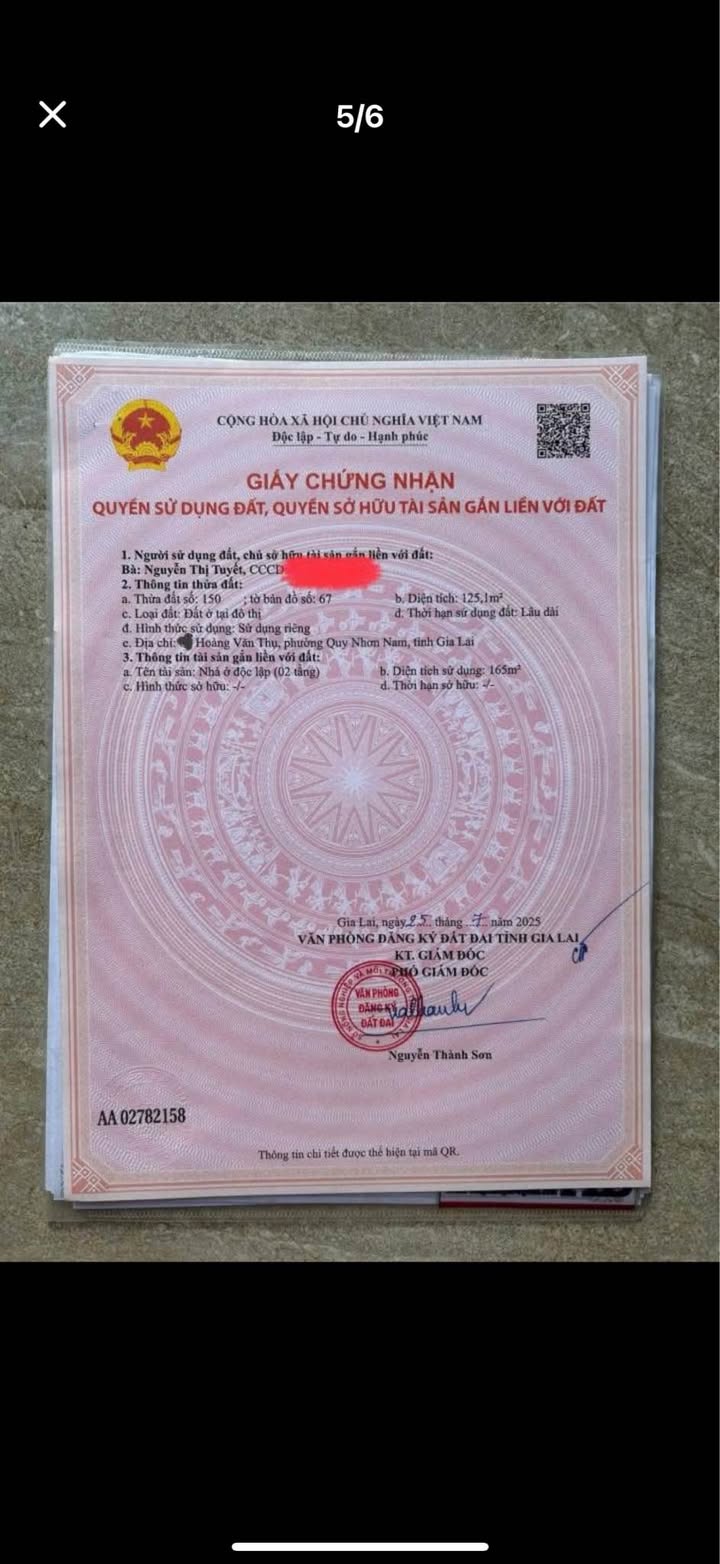 5/6
CỘNG HÒA XÃ HỘI CHỦ NGHĨA VIỆT NAM
Độc lập - Tự do - Hạnh phúc
GIẤY CHỨNG NHẬN
QUYỀN SỬ DỤNG ĐẤT, QUYỀN SỞ HỮU TÀI SẢN GẮN LIỀN VỚI ĐẤT
1. Người sử dụng đất, chủ sở hữu tài sản gắn liền với đất:
Bà: Nguyễn Thị Tuyết, CCCD
2. Thông tin thửa đất:
a. Thửa đất số: 150 ; tờ bản đồ số: 67 b. Diện tích: 125,1m²
c. Loại đất: Đất ở tại đô thị d. Thời hạn sử dụng đất: Lâu dài
đ. Hình thức sử dụng: Sử dụng riêng
e. Địa chỉ: Hoàng Văn Thụ, phường Quy Nhơn Nam, tỉnh Gia Lai
3. Thông tin tài sản gắn liền với đất:
a. Tên tài sản: Nhà ở độc lập (02 tầng) b. Diện tích sử dụng: 165m²
c. Hình thức sở hữu: -/- d. Thời hạn sở hữu: -/-
Gia Lai, ngày 25 tháng 7 năm 2025
VĂN PHÒNG ĐĂNG KÝ ĐẤT ĐAI TỈNH GIA LAI
KT. GIÁM ĐỐC
PHÓ GIÁM ĐỐC
VĂN PHÒNG
ĐĂNG KÝ
ĐẤT ĐAI
Nguyễn Thành Sơn
AA 02782158
Thông tin chi tiết được thể hiện tại mã QR.